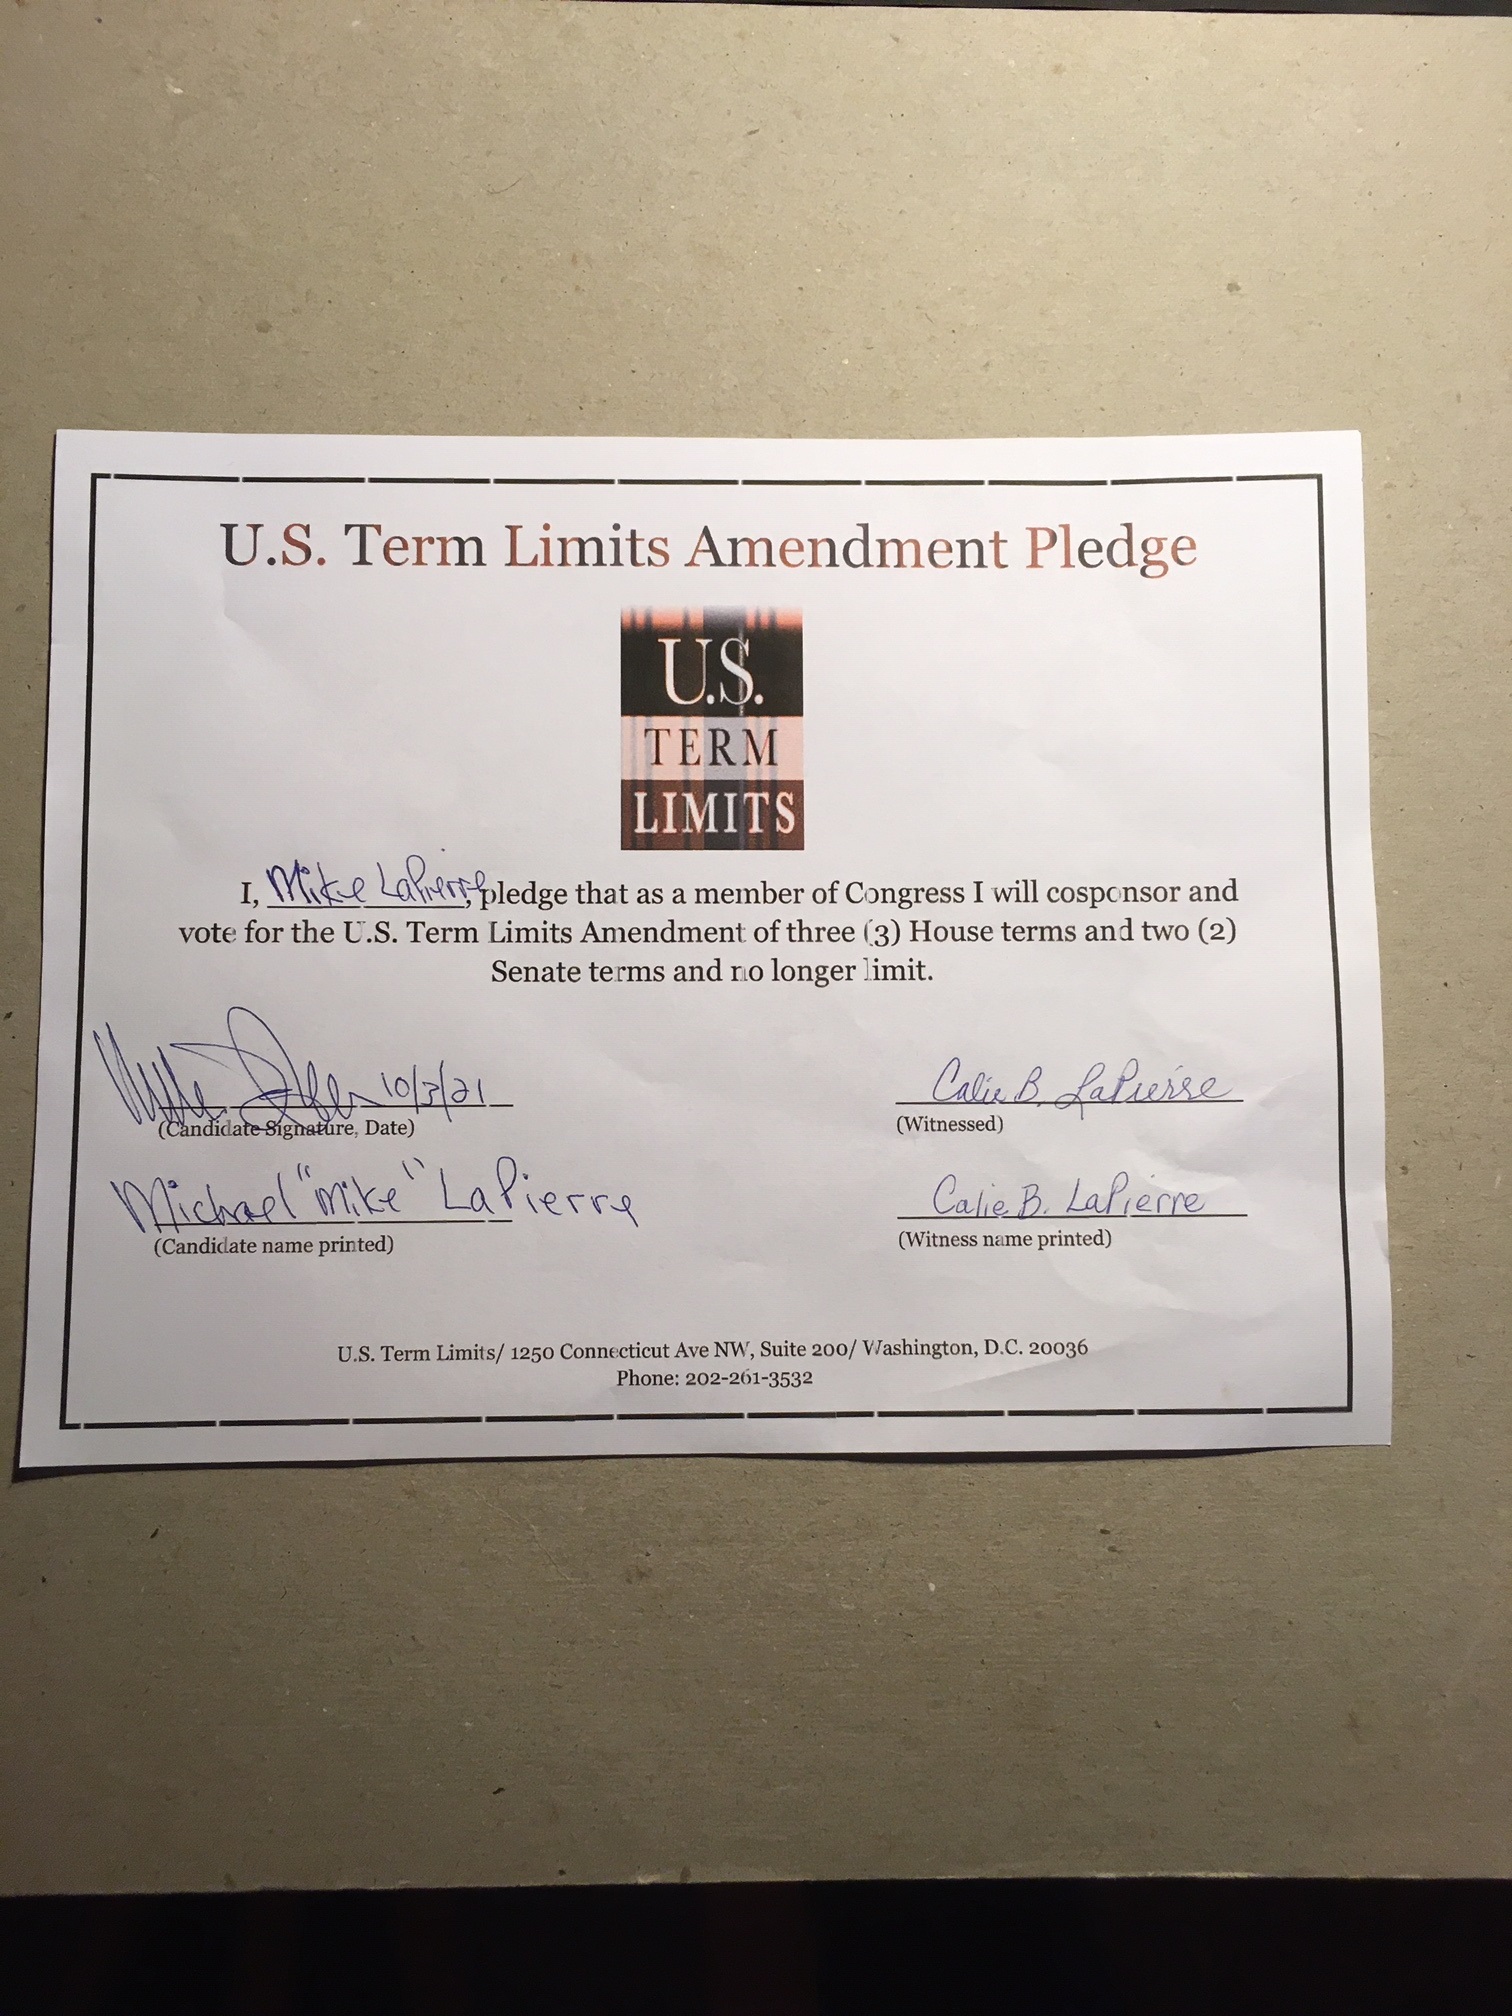 U.S. Term Limits Amendment Pledge
U.S.
TERM
LIMITS
I, Mike LaPierre, pledge that as a member of Congress I will cosponsor and
vote for the U.S. Term Limits Amendment of three (3) House terms and two (2)
Senate terms and no longer limit.
10/3/21
(Candidate Signature, Date)
Calie B. LaPierre
(Witnessed)
Michael "Mike" LaPierre
(Candidate name printed)
Calie B. LaPierre
(Witness name printed)
U.S. Term Limits/ 1250 Connecticut Ave NW, Suite 200/ Washington, D.C. 20036
Phone: 202-261-3532